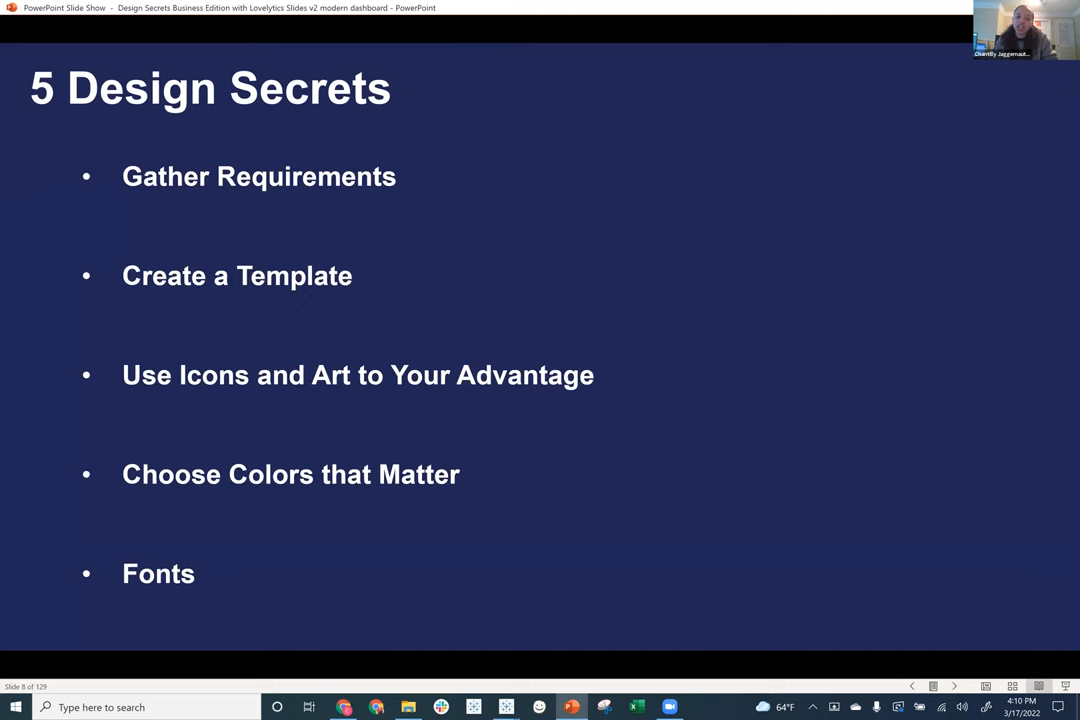 PowerPoint Slide Show - Design Secrets Business Edition with Lovelytics Slides v2 modern dashboard - PowerPoint
Chantilly Jaggernaut...
5 Design Secrets
• Gather Requirements
• Create a Template
• Use Icons and Art to Your Advantage
• Choose Colors that Matter
• Fonts
Slide 8 of 129
Type here to search
64°F
4:10 PM
3/17/2022